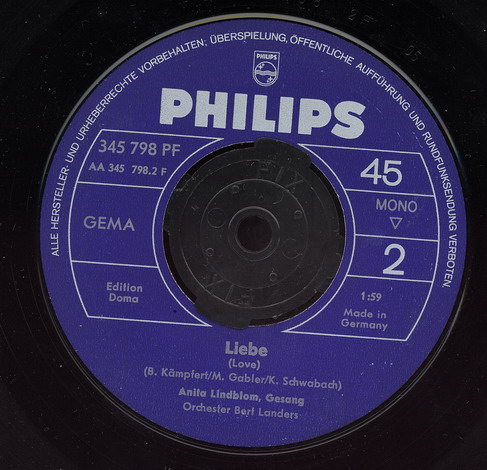 ALLE HERSTELLER- UND URHEBERRECHTE VORBEHALTEN; ÜBERSPIELUNG, ÖFFENTLICHE AUFFÜHRUNG UND RUNDFUNKSENDUNG VERBOTEN.
PHILIPS
PHILIPS
345 798 PF
AA 345 798.2 F
45
MONO
GEMA
2
Edition
Doma
1:59
Made in
Germany
FIX
FIX
Liebe
(Love)
(B. Kämpfert/M. Gabler/K. Schwabach)
Anita Lindblom, Gesang
Orchester Bert Landers